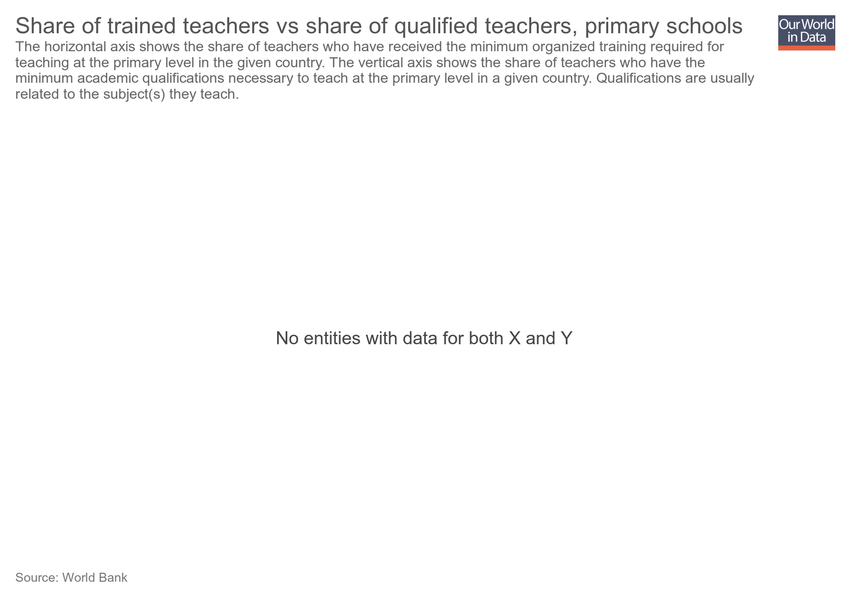 Share of trained teachers vs share of qualified teachers, primary schools
Our World
in Data
The horizontal axis shows the share of teachers who have received the minimum organized training required for
teaching at the primary level in the given country. The vertical axis shows the share of teachers who have the
minimum academic qualifications necessary to teach at the primary level in a given country. Qualifications are usually
related to the subject(s) they teach.
No entities with data for both X and Y
Source: World Bank